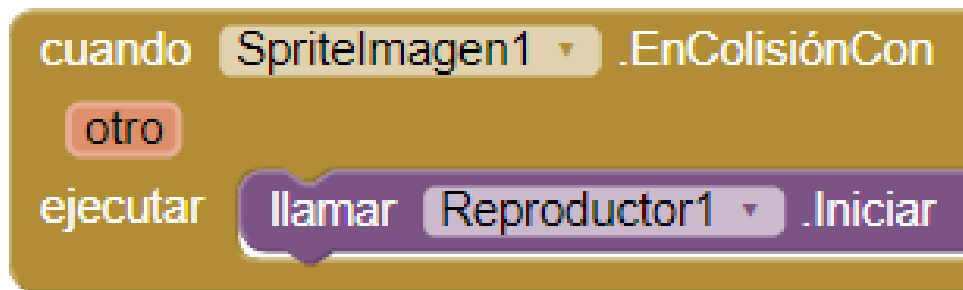 cuando SpriteImagen1 .EnColisiónCon
otro
ejecutar llamar Reproductor1 .Iniciar